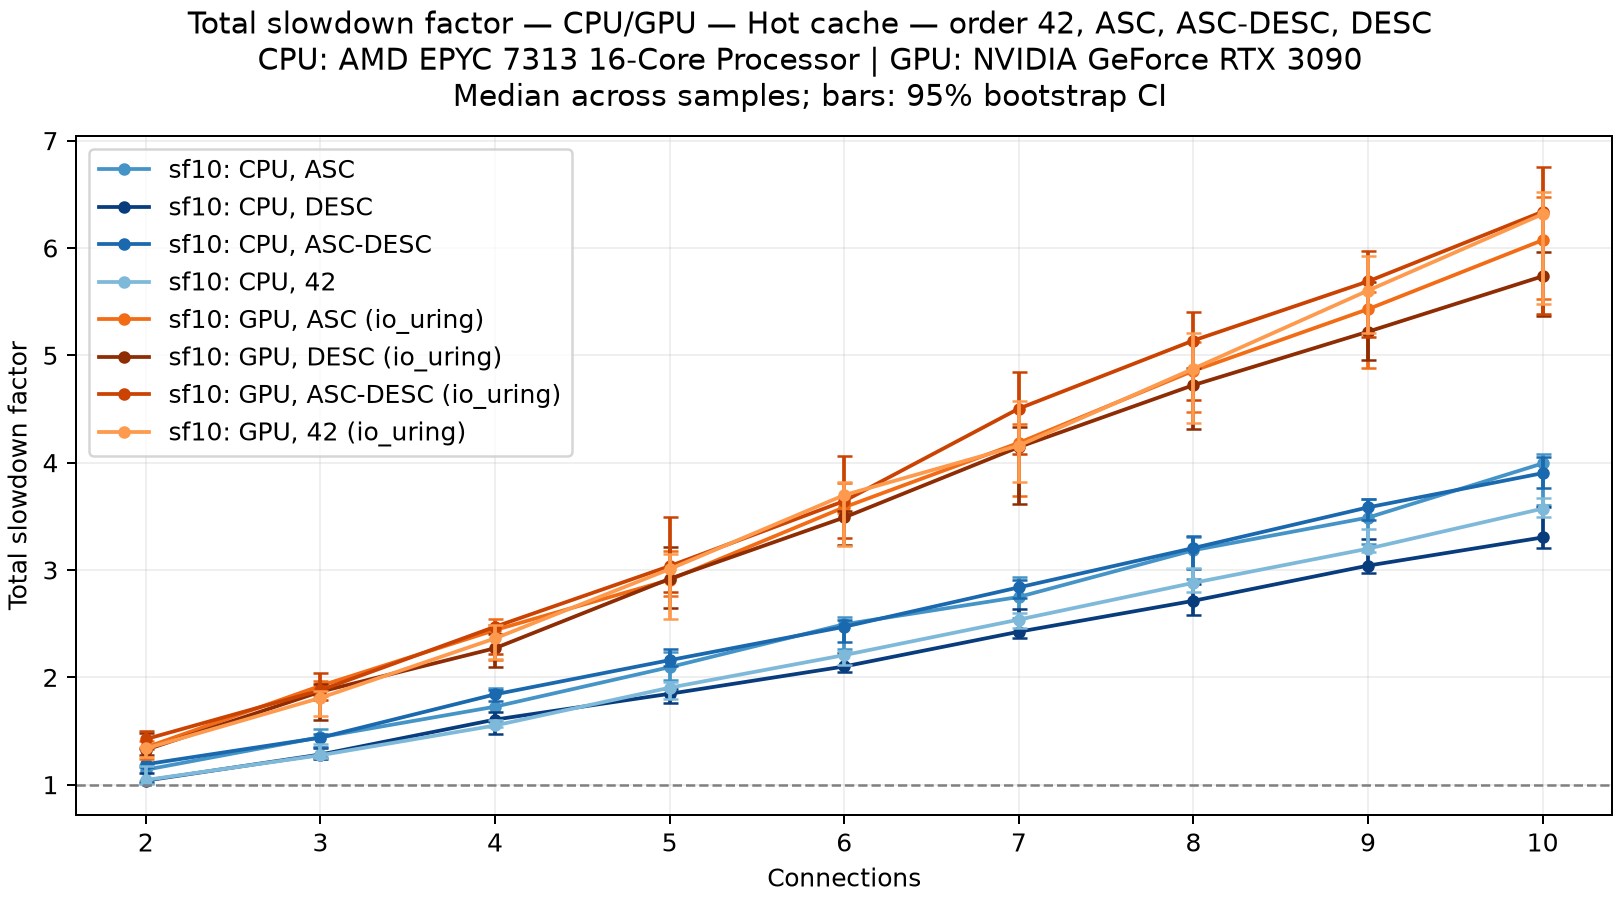 Total slowdown factor — CPU/GPU — Hot cache — order 42, ASC, ASC-DESC, DESC
CPU: AMD EPYC 7313 16-Core Processor | GPU: NVIDIA GeForce RTX 3090
Median across samples; bars: 95% bootstrap CI
sf10: CPU, ASC
sf10: CPU, DESC
sf10: CPU, ASC-DESC
sf10: CPU, 42
sf10: GPU, ASC (io_uring)
sf10: GPU, DESC (io_uring)
sf10: GPU, ASC-DESC (io_uring)
sf10: GPU, 42 (io_uring)
Total slowdown factor
7
6
5
4
3
2
1
2 3 4 5 6 7 8 9 10
Connections